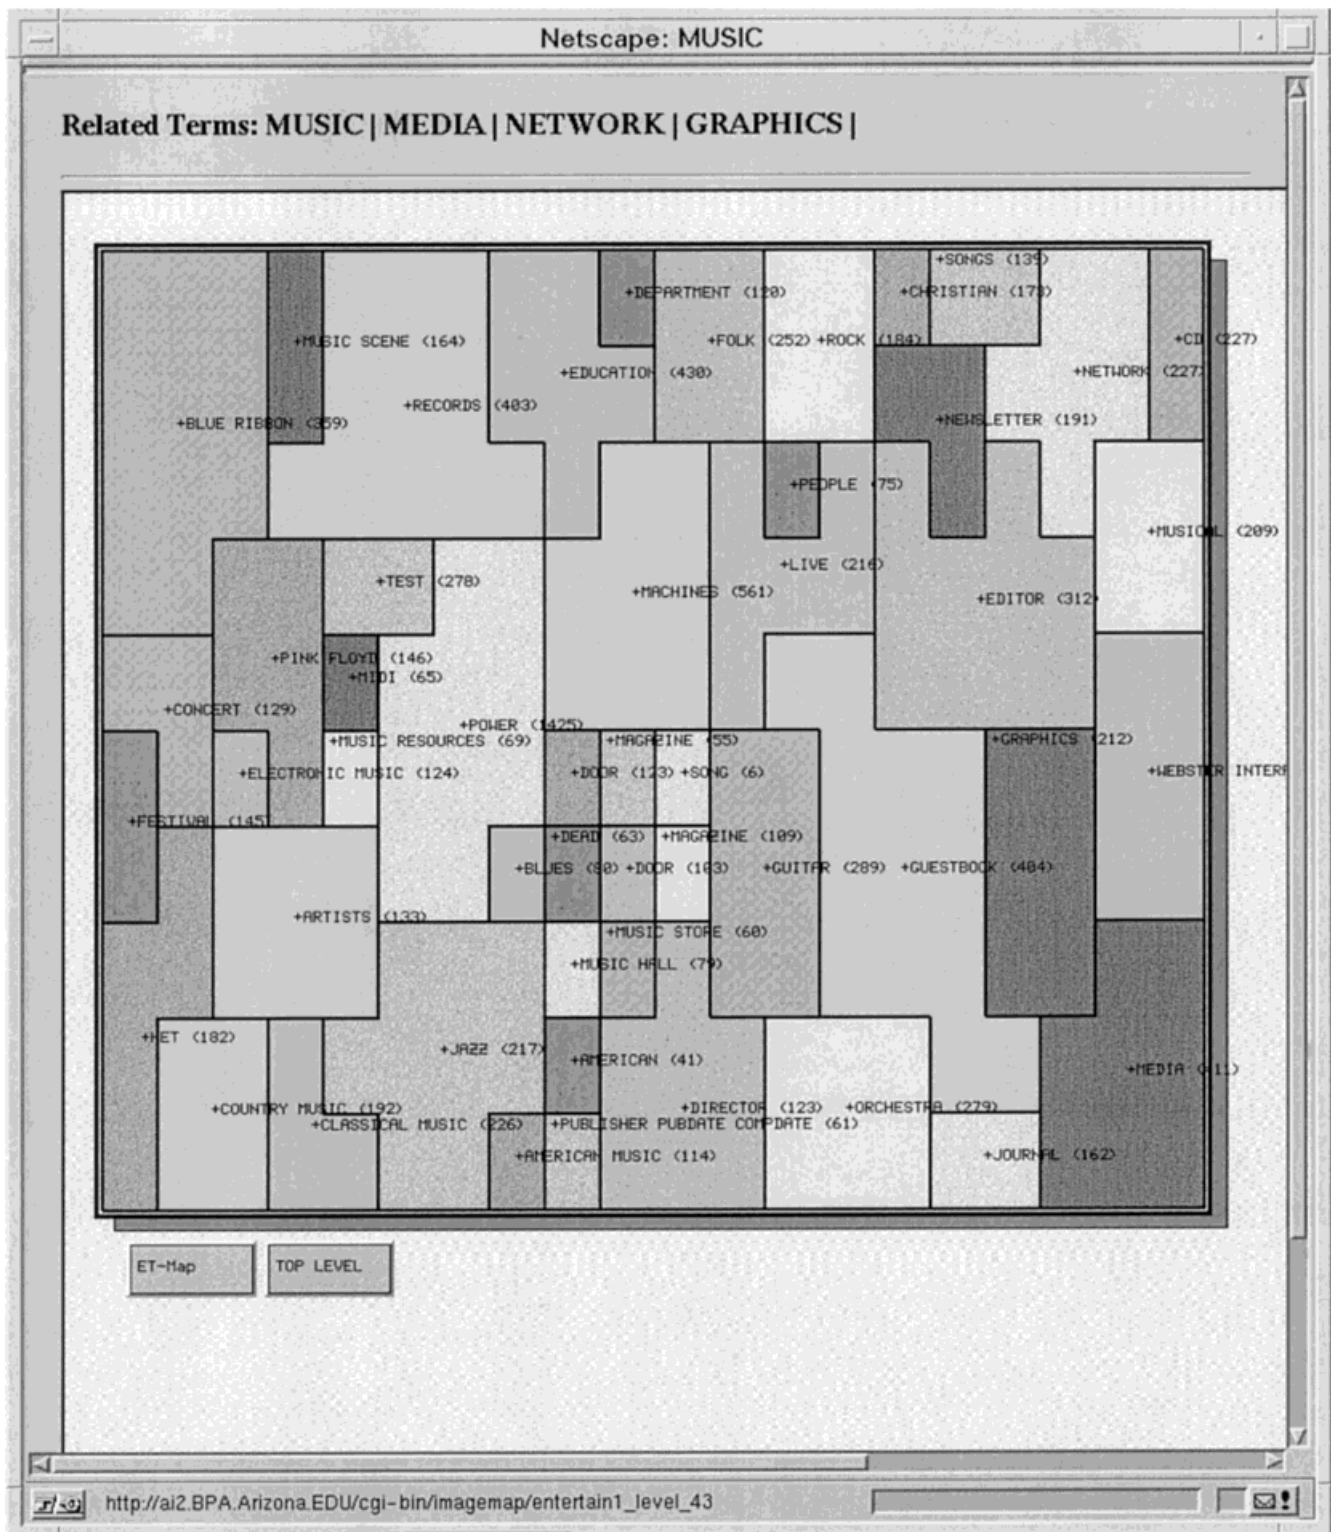 Netscape: MUSIC
Related Terms: MUSIC | MEDIA | NETWORK | GRAPHICS |
+SONGS (139)
+DEPARTMENT (120)
+CHRISTIAN (173)
+MUSIC SCENE (164)
+FOLK (252)
+ROCK (184)
+CD (227)
+EDUCATION (430)
+NETWORK (227)
+RECORDS (403)
+BLUE RIBBON (359)
+NEWSLETTER (191)
+PEOPLE (75)
+MUSICAL (209)
+LIVE (216)
+TEST (278)
+MACHINES (561)
+EDITOR (312)
+PINK FLOYD (146)
+MIDI (65)
+CONCERT (129)
+POWER (1425)
+MUSIC RESOURCES (69)
+MAGAZINE (55)
+GRAPHICS (212)
+ELECTRONIC MUSIC (124)
+DOOR (123)
+SONG (6)
+WEBSTER INTERF
+FESTIVAL (145)
+DEAD (63)
+MAGAZINE (109)
+BLUES (80)
+DOOR (103)
+GUITAR (289)
+GUESTBOOK (404)
+ARTISTS (133)
+MUSIC STORE (60)
+MUSIC HALL (79)
+NET (182)
+JAZZ (217)
+AMERICAN (41)
+MEDIA
+COUNTRY MUSIC (192)
+DIRECTOR (123)
+ORCHESTRA (279)
+CLASSICAL MUSIC (226)
+PUBLISHER PUBDATE COMPDATE (61)
+AMERICAN MUSIC (114)
+JOURNAL (162)
ET-Map
TOP LEVEL
http://ai2.BPA.Arizona.EDU/cgi-bin/imagemap/entertain1_level_43